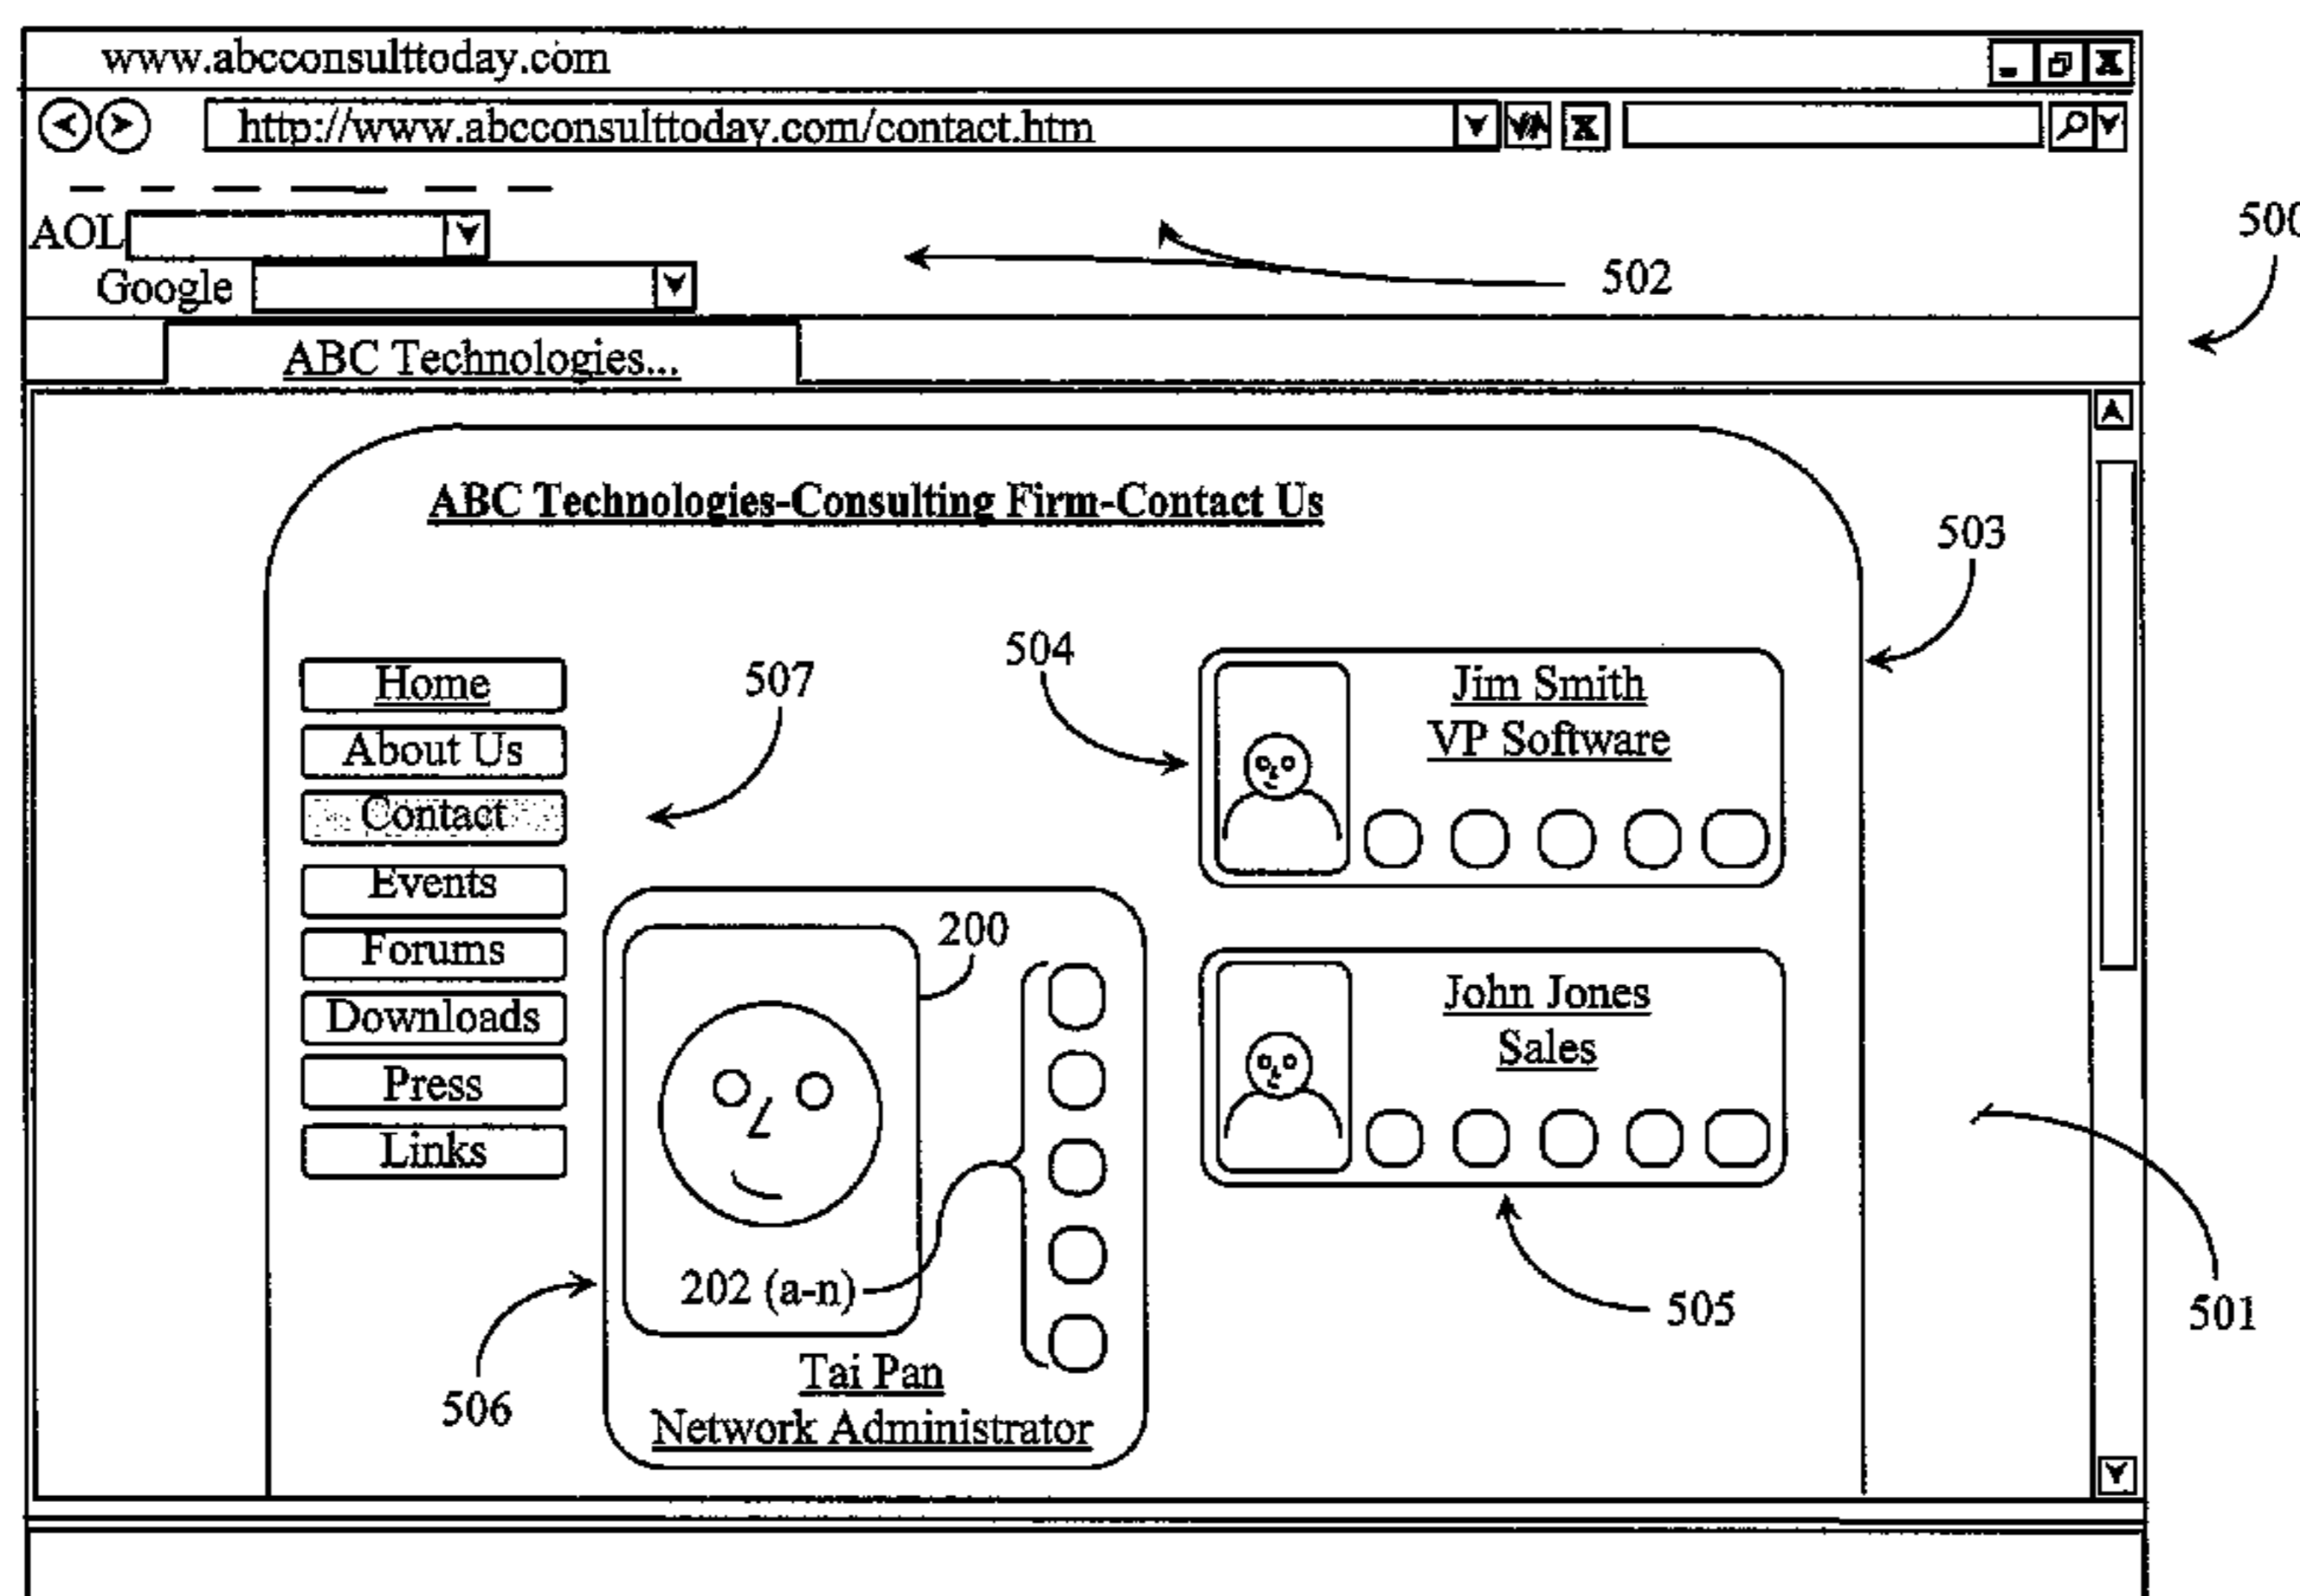 www.abcconsulttoday.com
http://www.abcconsulttoday.com/contact.htm
AOL
502
500
Google
ABC Technologies...
ABC Technologies-Consulting Firm-Contact Us
503
504
507
Home
About Us
Contact
Events
Forums
Downloads
Press
Links
Jim Smith
VP Software
200
John Jones
Sales
202 (a-n)
505
501
506
Tai Pan
Network Administrator